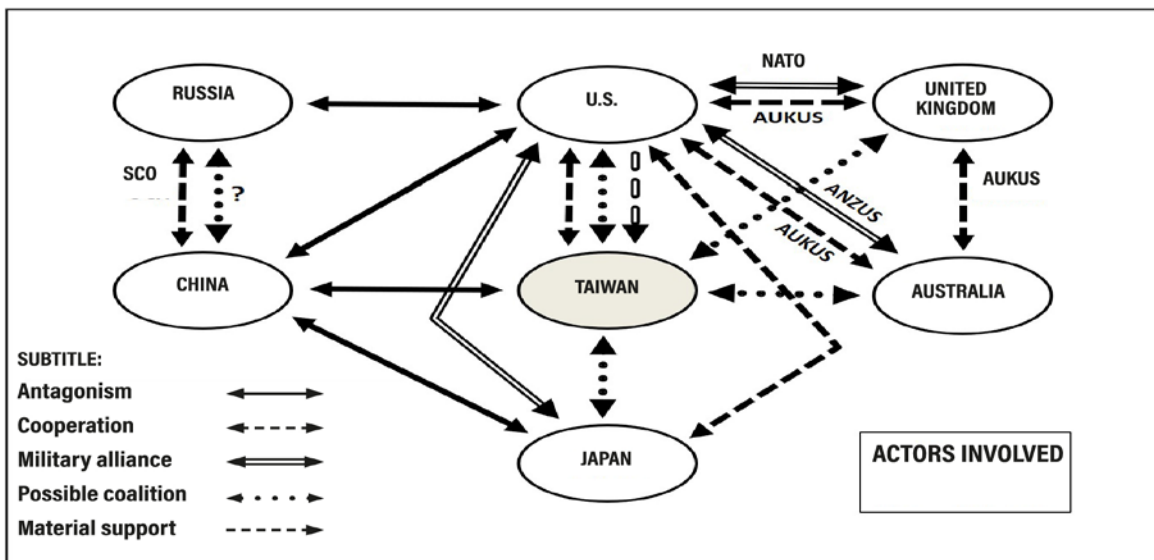 NATO
RUSSIA
U.S.
UNITED
KINGDOM
AUKUS
SCO
?
ANZUS
AUKUS
AUKUS
CHINA
TAIWAN
AUSTRALIA
SUBTITLE:
Antagonism
Cooperation
Military alliance
Possible coalition
Material support
JAPAN
ACTORS INVOLVED